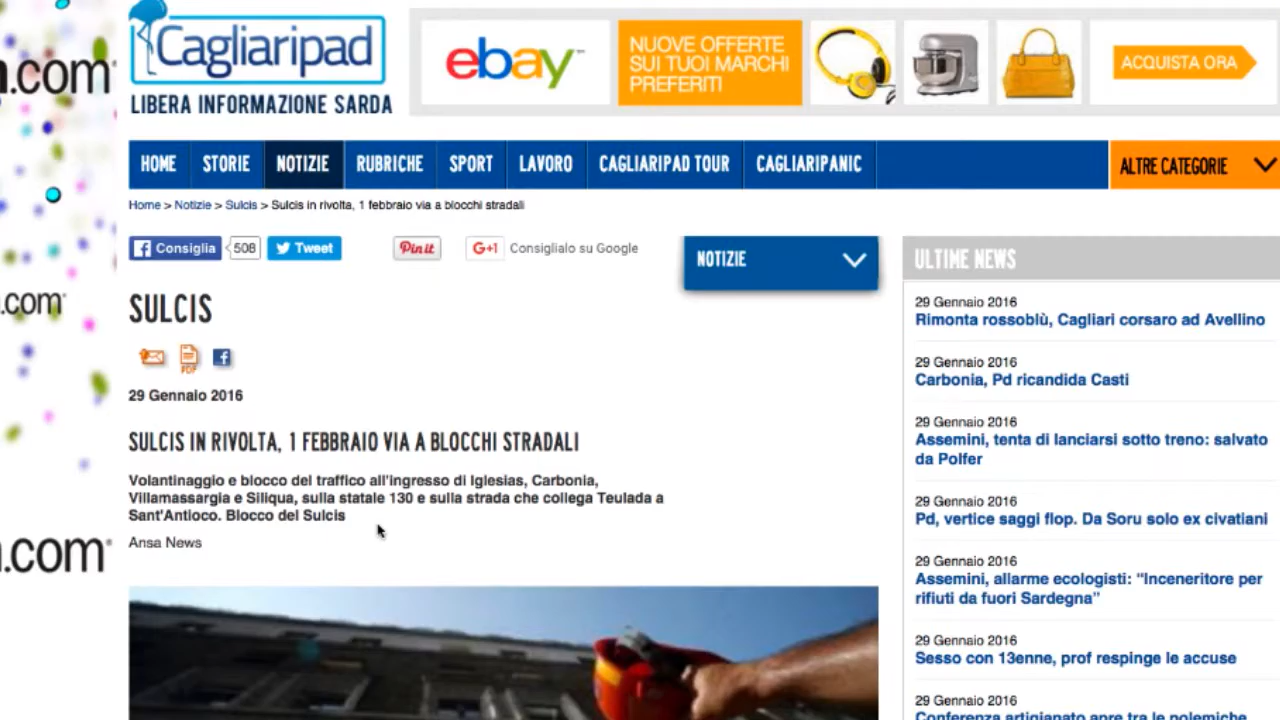 Cagliaripad
LIBERA INFORMAZIONE SARDA
ebay
NUOVE OFFERTE
SUI TUOI MARCHI
PREFERITI
ACQUISTA ORA
.com
.com
.com
HOME STORIE NOTIZIE RUBRICHE SPORT LAVORO CAGLIARIPAD TOUR CAGLIARIPANIC ALTRE CATEGORIE
Home > Notizie > Sulcis > Sulcis in rivolta, 1 febbraio via a blocchi stradali
Consiglia 508 Tweet Pin it G+1 Consiglialo su Google
NOTIZIE
SULCIS
PDF
29 Gennaio 2016
SULCIS IN RIVOLTA, 1 FEBBRAIO VIA A BLOCCHI STRADALI
Volantinaggio e blocco del traffico all'ingresso di Iglesias, Carbonia,
Villamassargia e Siliqua, sulla statale 130 e sulla strada che collega Teulada a
Sant'Antioco. Blocco del Sulcis
Ansa News
ULTIME NEWS
29 Gennaio 2016
Rimonta rossoblù, Cagliari corsaro ad Avellino
29 Gennaio 2016
Carbonia, Pd ricandida Casti
29 Gennaio 2016
Assemini, tenta di lanciarsi sotto treno: salvato
da Polfer
29 Gennaio 2016
Pd, vertice saggi flop. Da Soru solo ex civatiani
29 Gennaio 2016
Assemini, allarme ecologisti: "Inceneritore per
rifiuti da fuori Sardegna"
29 Gennaio 2016
Sesso con 13enne, prof respinge le accuse
29 Gennaio 2016
Conferenza artigianato apre tra le polemiche